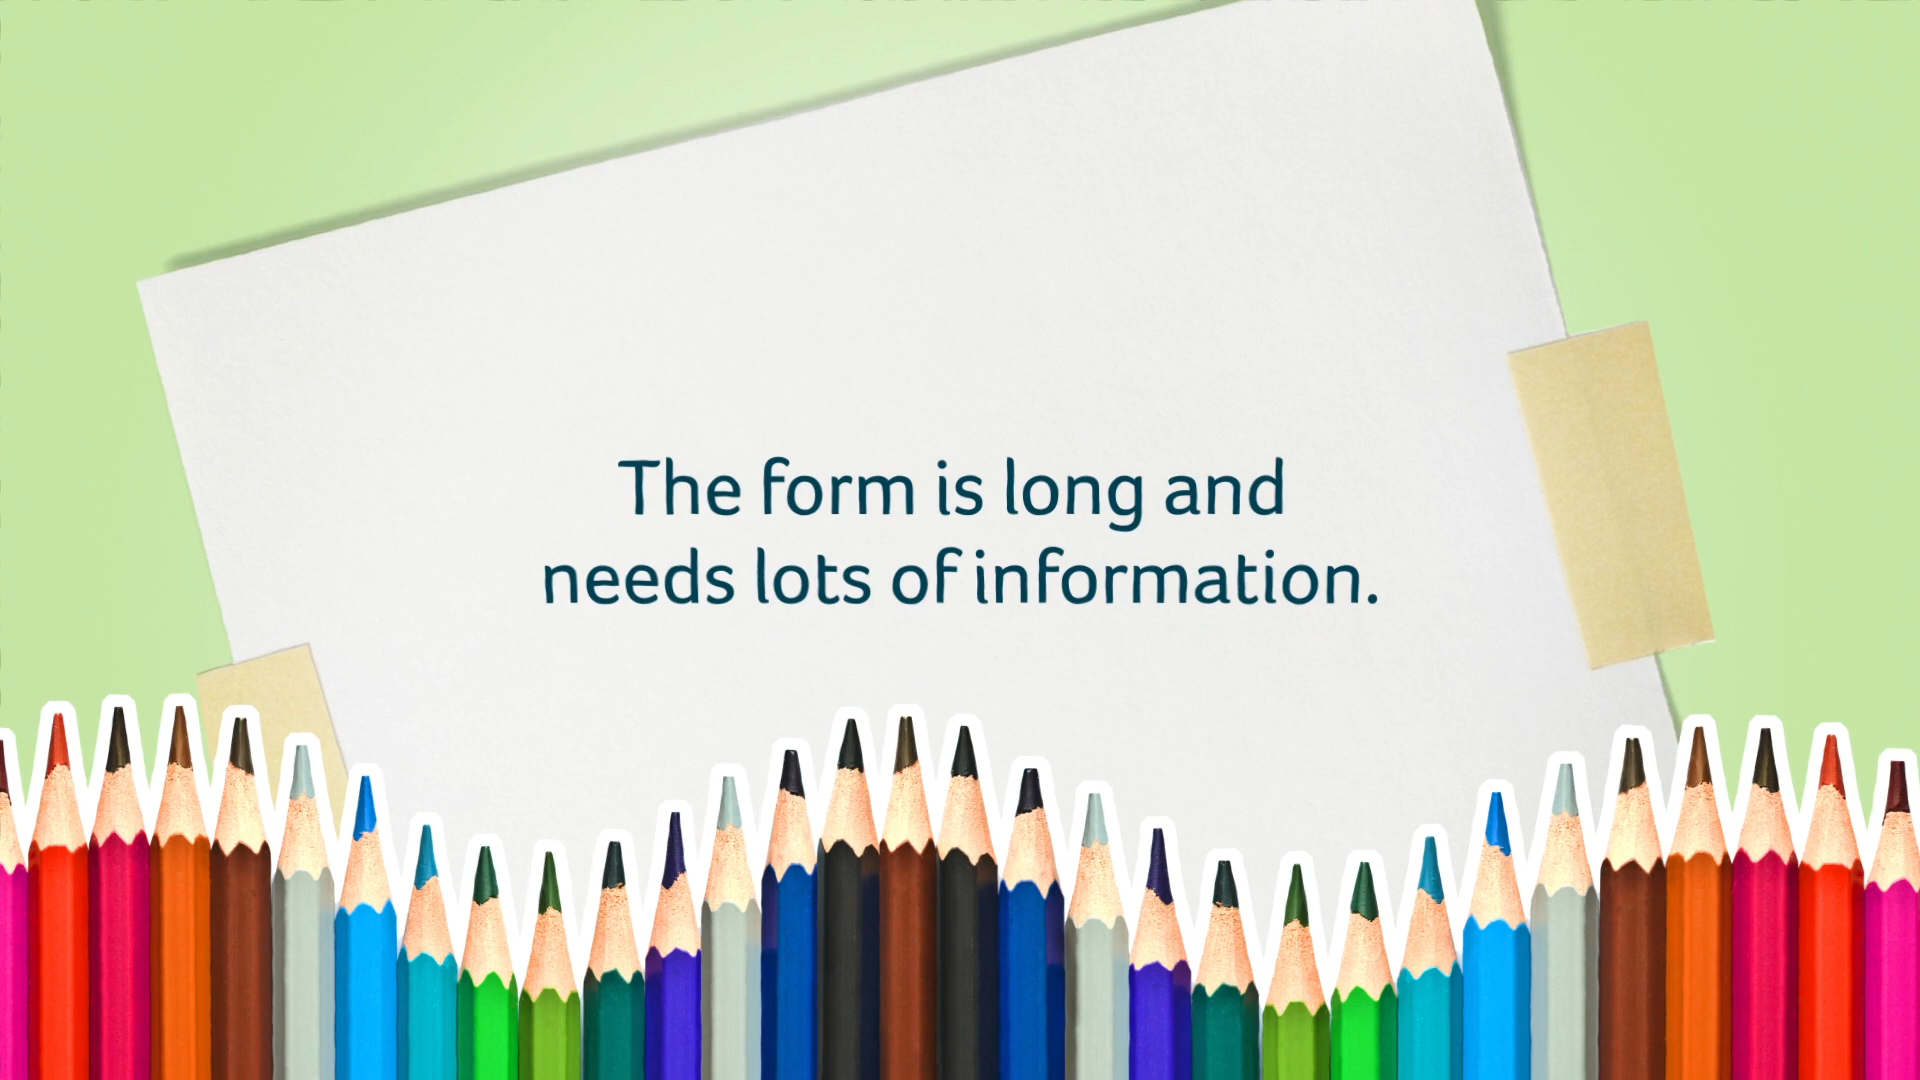 The form is long and
needs lots of information.